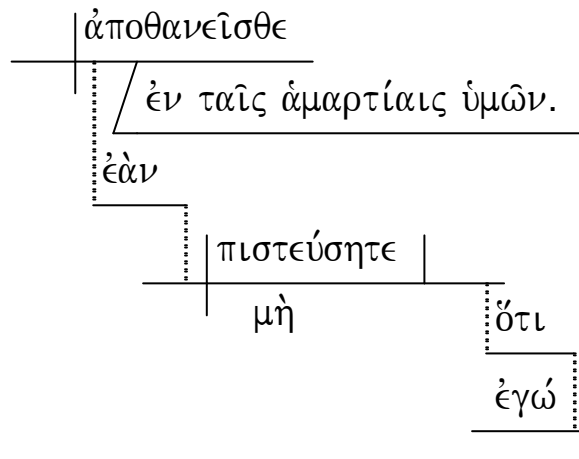 ἀποθανεῖσθε
ἐν ταῖς ἁμαρτίαις ὑμῶν.
ἐὰν
πιστεύσητε
μὴ
ὅτι
ἐγώ